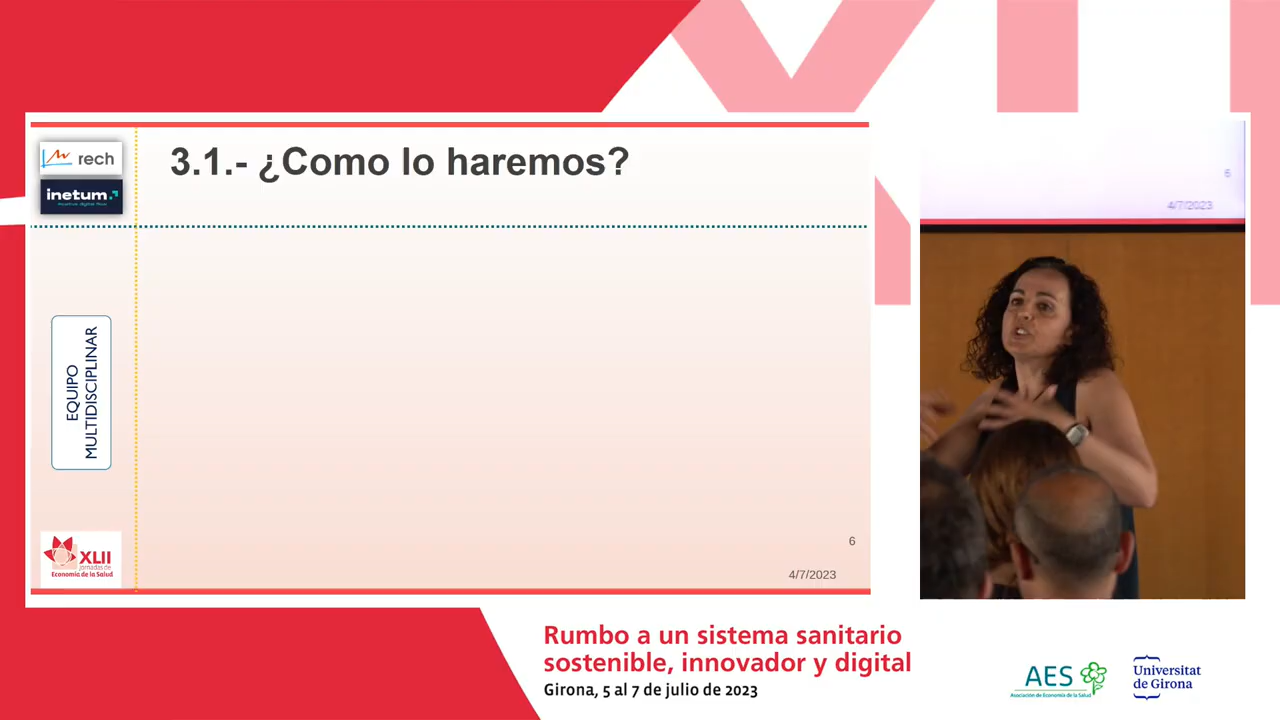 rech
inetum.
3.1.- ¿Como lo haremos?
EQUIPO
MULTIDISCIPLINAR
XLII
Jornadas de
Economía de la Salud
6
4/7/2023
6
4/7/2023
Rumbo a un sistema sanitario
sostenible, innovador y digital
Girona, 5 al 7 de julio de 2023
AES
Asociación de Economía de la Salud
Universitat
de Girona